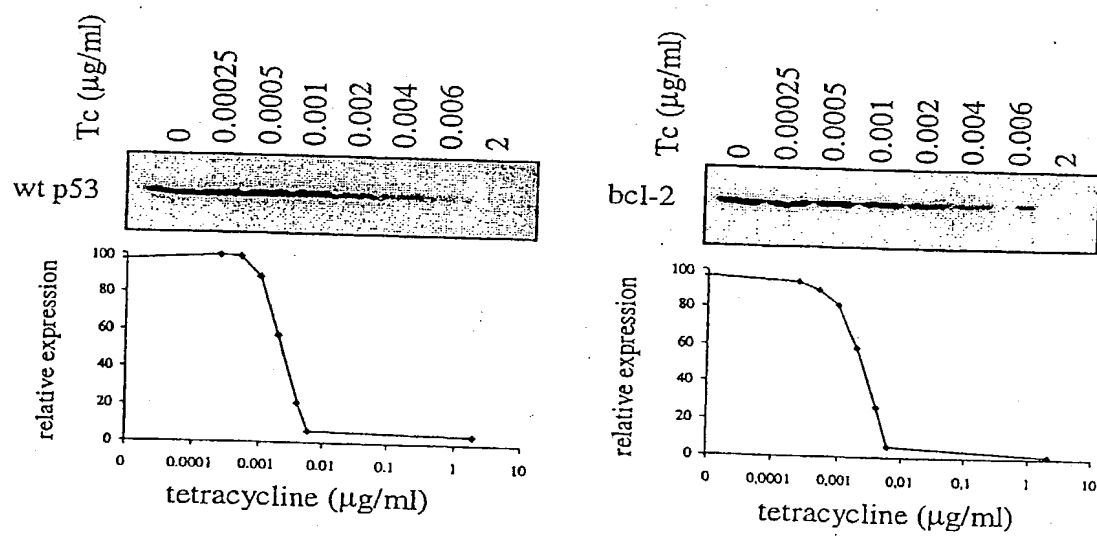 Tc (µg/ml)
0
0.00025
0.0005
0.001
0.002
0.004
0.006
2
wt p53
100
80
60
40
20
0
relative expression
0 0.0001 0.001 0.01 0.1 1 10
tetracycline (µg/ml)
Tc (µg/ml)
0
0.00025
0.0005
0.001
0.002
0.004
0.006
2
bcl-2
100
80
60
40
20
0
relative expression
0 0,0001 0,001 0,01 0,1 1 10
tetracycline (µg/ml)